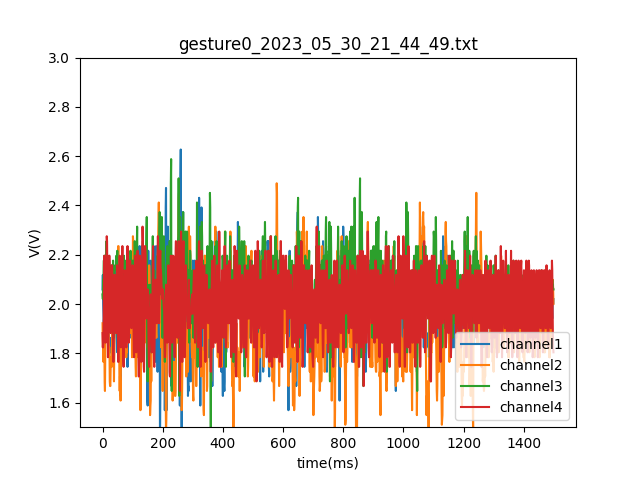 gesture0_2023_05_30_21_44_49.txt
3.0
2.8
2.6
2.4
2.2
2.0
1.8
1.6
V(V)
0 200 400 600 800 1000 1200 1400
time(ms)
channel1
channel2
channel3
channel4